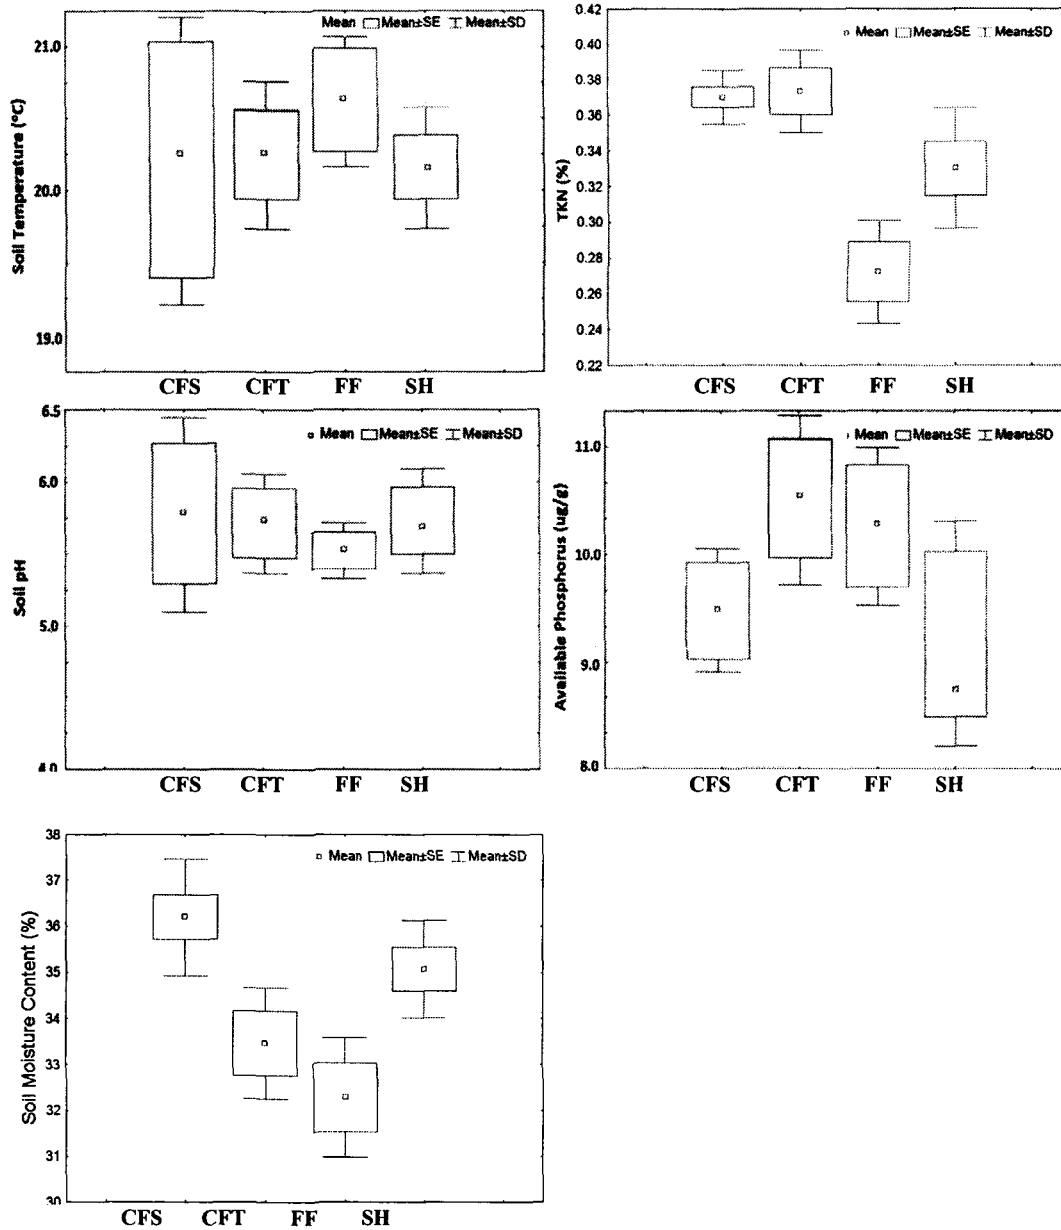 Soil Temperature (°C)
21.0
20.0
19.0
Mean Mean±SE Mean±SD
CFS CFT FF SH
TKN (%)
0.42
0.40
0.38
0.36
0.34
0.32
0.30
0.28
0.26
0.24
0.22
Mean Mean±SE Mean±SD
CFS CFT FF SH
Soil pH
6.5
6.0
5.0
4.0
Mean Mean±SE Mean±SD
CFS CFT FF SH
Available Phosphorus (ug/g)
11.0
10.0
9.0
8.0
Mean Mean±SE Mean±SD
CFS CFT FF SH
Soil Moisture Content (%)
38
37
36
35
34
33
32
31
30
Mean Mean±SE Mean±SD
CFS CFT FF SH